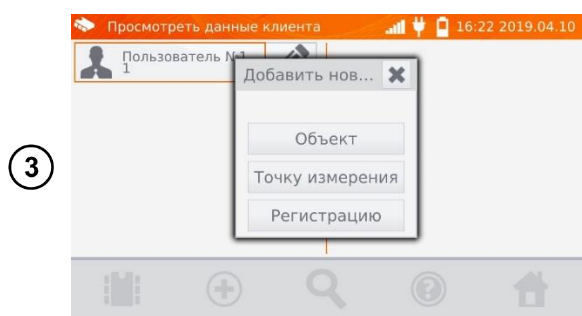 Просмотреть данные клиента 16:22 2019.04.10
Пользователь №1
1
Добавить нов...
3
Объект
Точку измерения
Регистрацию